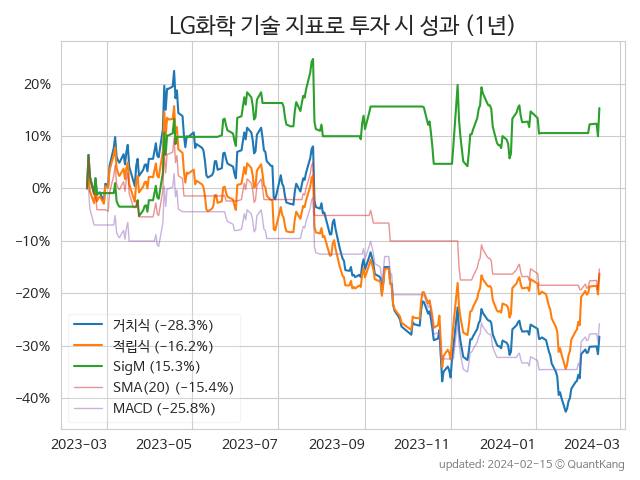 LG화학 기술 지표로 투자 시 성과 (1년)
20%
10%
0%
−10%
−20%
−30%
−40%
거치식 (−28.3%)
적립식 (−16.2%)
SigM (15.3%)
SMA(20) (−15.4%)
MACD (−25.8%)
2023-03 2023-05 2023-07 2023-09 2023-11 2024-01 2024-03
updated: 2024-02-15 © QuantKang